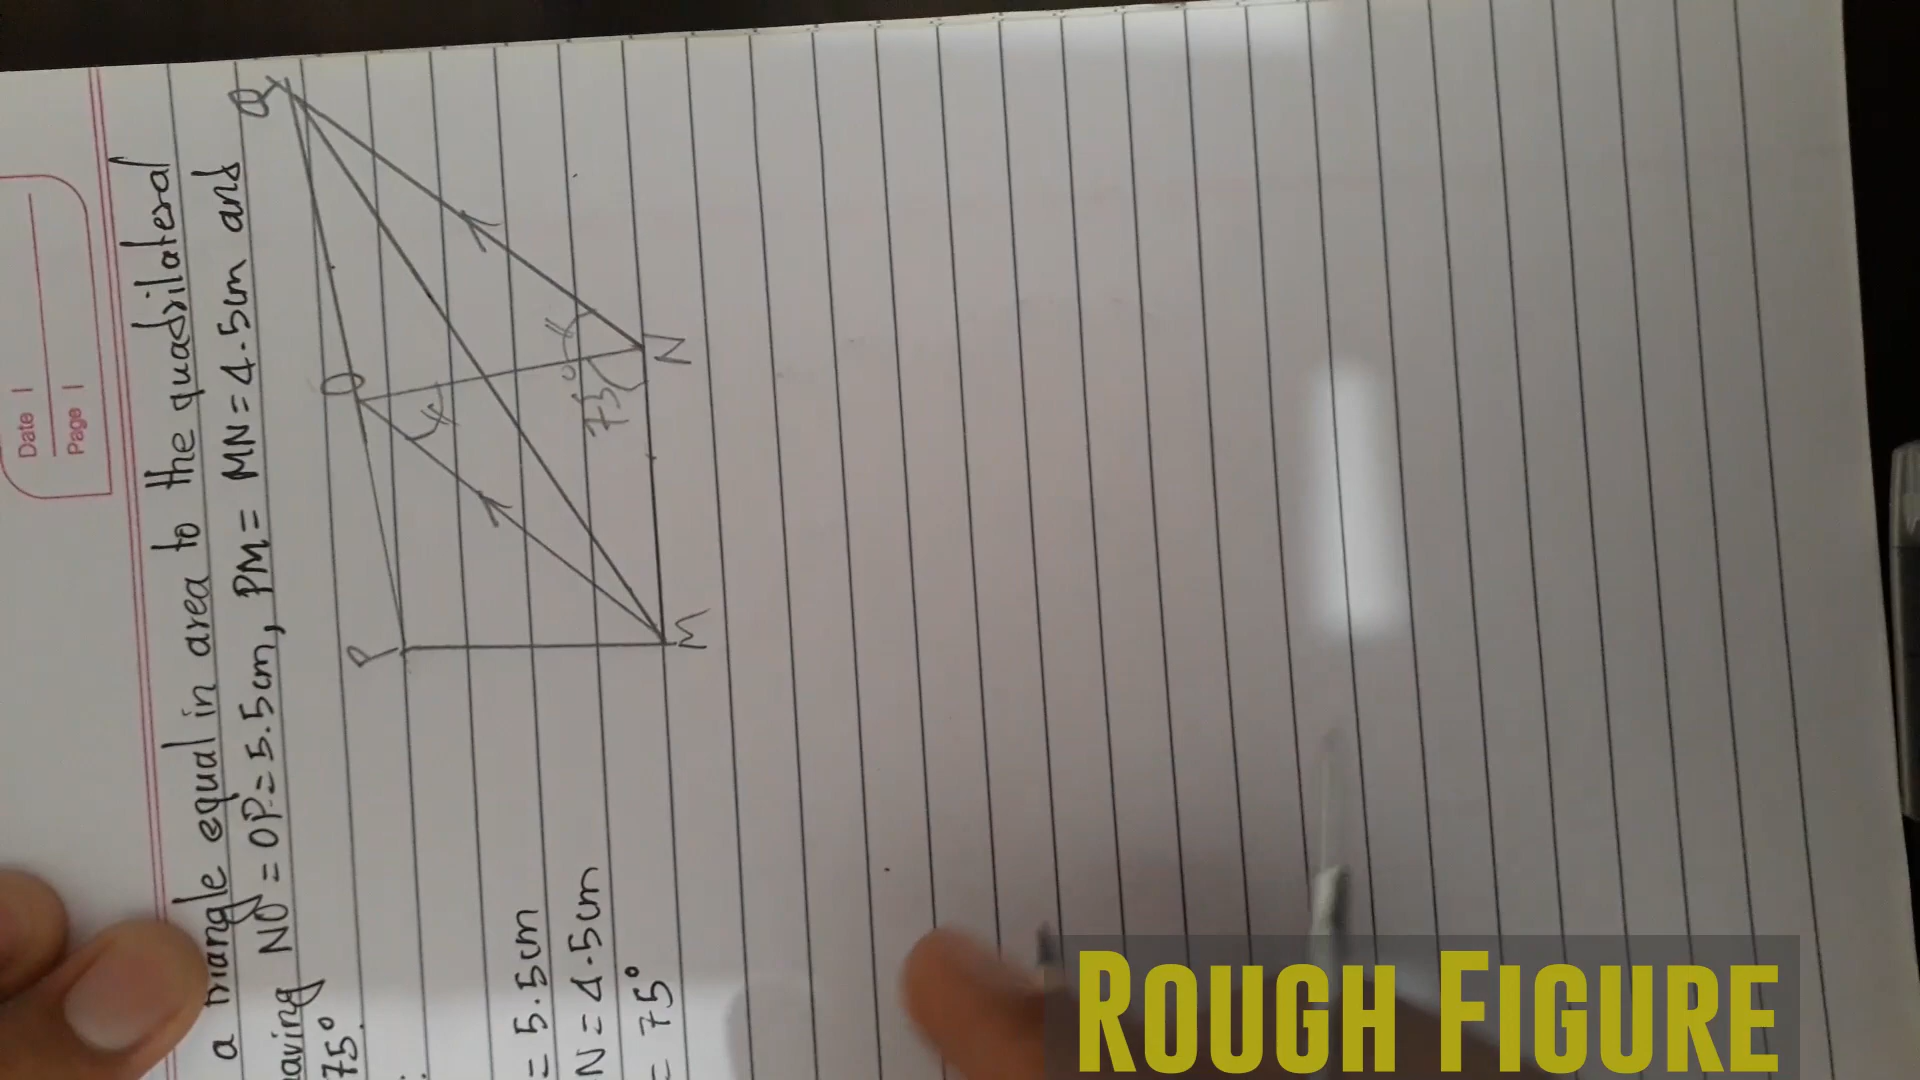 Date
Page
a triangle equal in area to the quadrilateral
having NO = OP = 5.5cm, PM = MN = 4.5cm and
75°.
= 5.5cm
N = 4.5cm
= 75°
P
O
Q
M
N
75°
ROUGH FIGURE